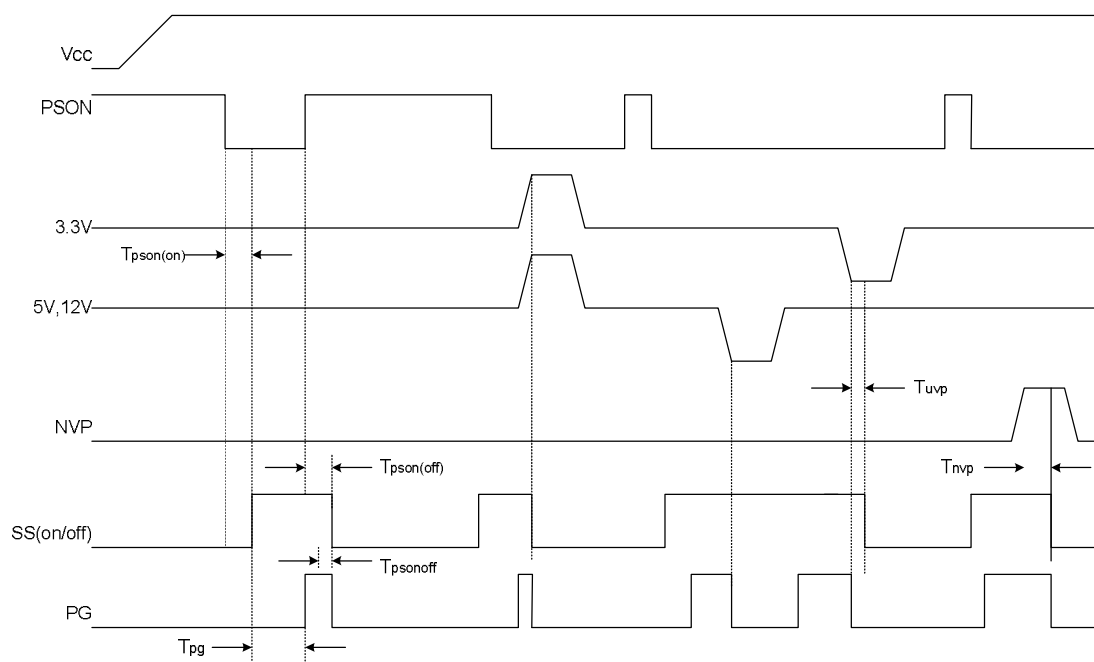 Vcc
PSON
3.3V
Tpson(on)
5V,12V
Tuvp
NVP
Tpson(off)
Tnvp
SS(on/off)
Tpsonoff
PG
Tpg